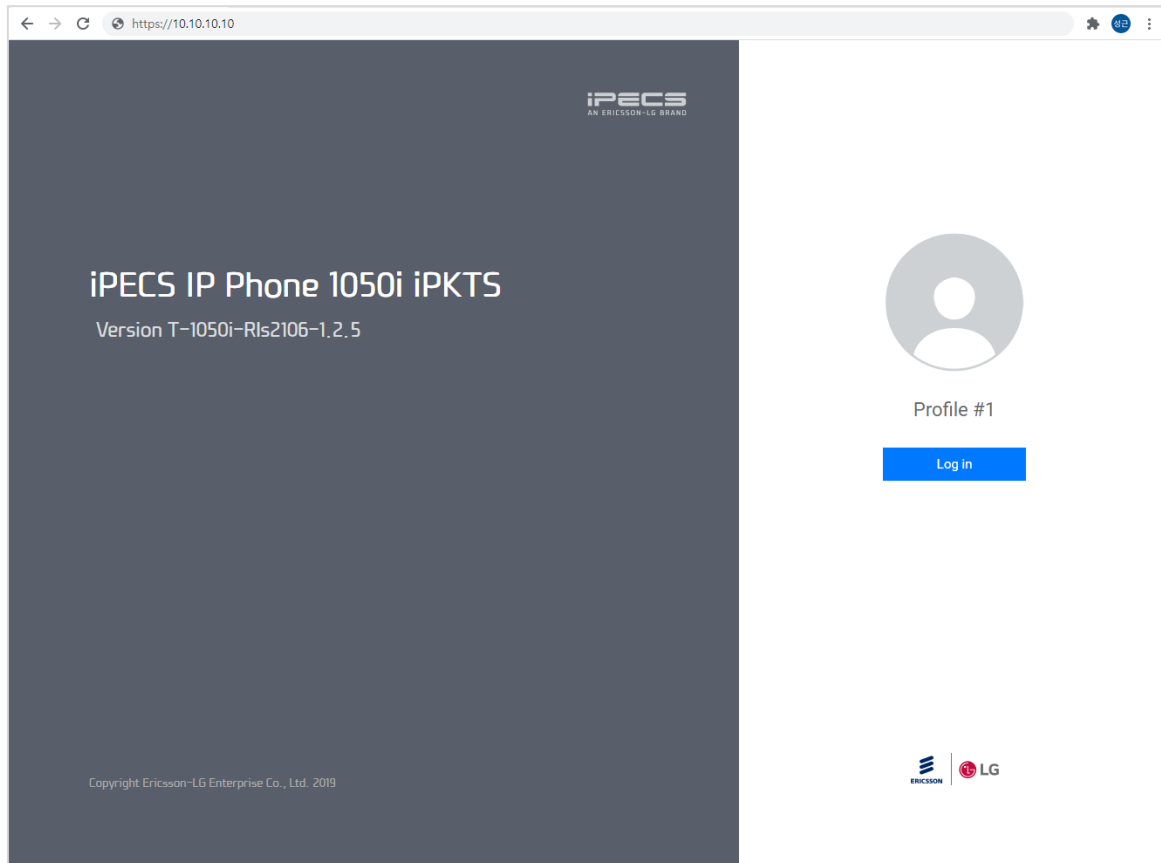 https://10.10.10.10
성근
iPECS
AN ERICSSON-LG BRAND
iPECS IP Phone 1050i iPKTS
Version T-1050i-Rls2106-1.2.5
Profile #1
Log in
Copyright Ericsson-LG Enterprise Co., Ltd. 2019
ERICSSON
LG